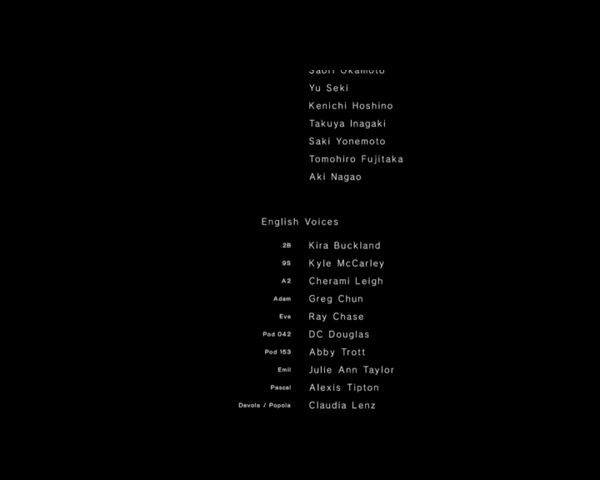 Saori Okamoto
Yu Seki
Kenichi Hoshino
Takuya Inagaki
Saki Yonemoto
Tomohiro Fujitaka
Aki Nagao
English Voices
2B Kira Buckland
9S Kyle McCarley
A2 Cherami Leigh
Adam Greg Chun
Eve Ray Chase
Pod 042 DC Douglas
Pod 153 Abby Trott
Emil Julie Ann Taylor
Pascal Alexis Tipton
Devola / Popola Claudia Lenz